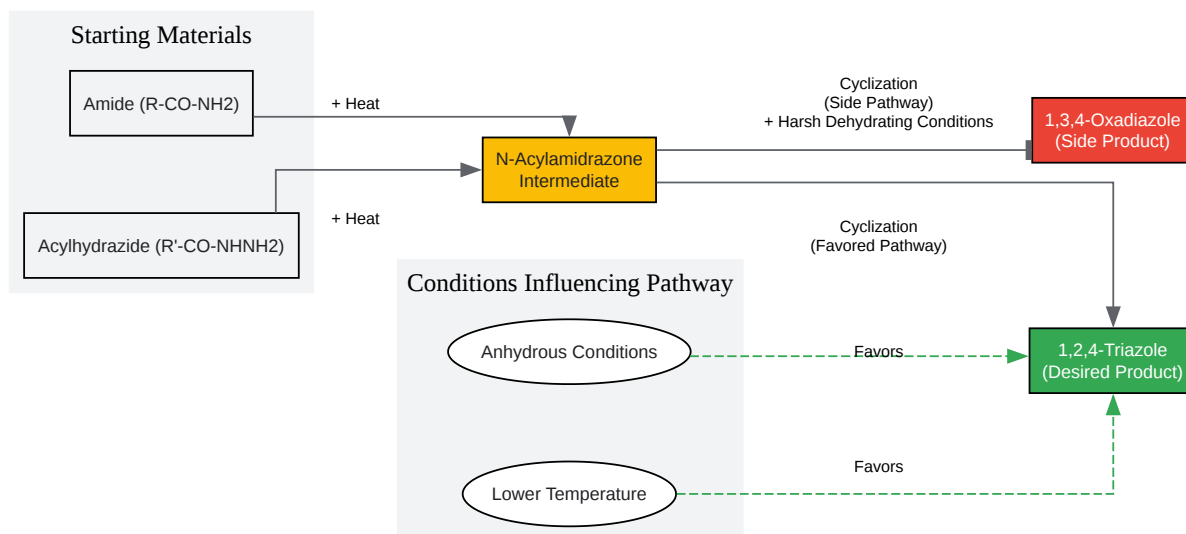 Starting Materials
Amide (R-CO-NH2)
+ Heat
Acylhydrazide (R'-CO-NHNH2)
+ Heat
N-Acylamidrazone
Intermediate
Cyclization
(Side Pathway)
+ Harsh Dehydrating Conditions
1,3,4-Oxadiazole
(Side Product)
Cyclization
(Favored Pathway)
Conditions Influencing Pathway
Anhydrous Conditions
Favors
1,2,4-Triazole
(Desired Product)
Lower Temperature
Favors